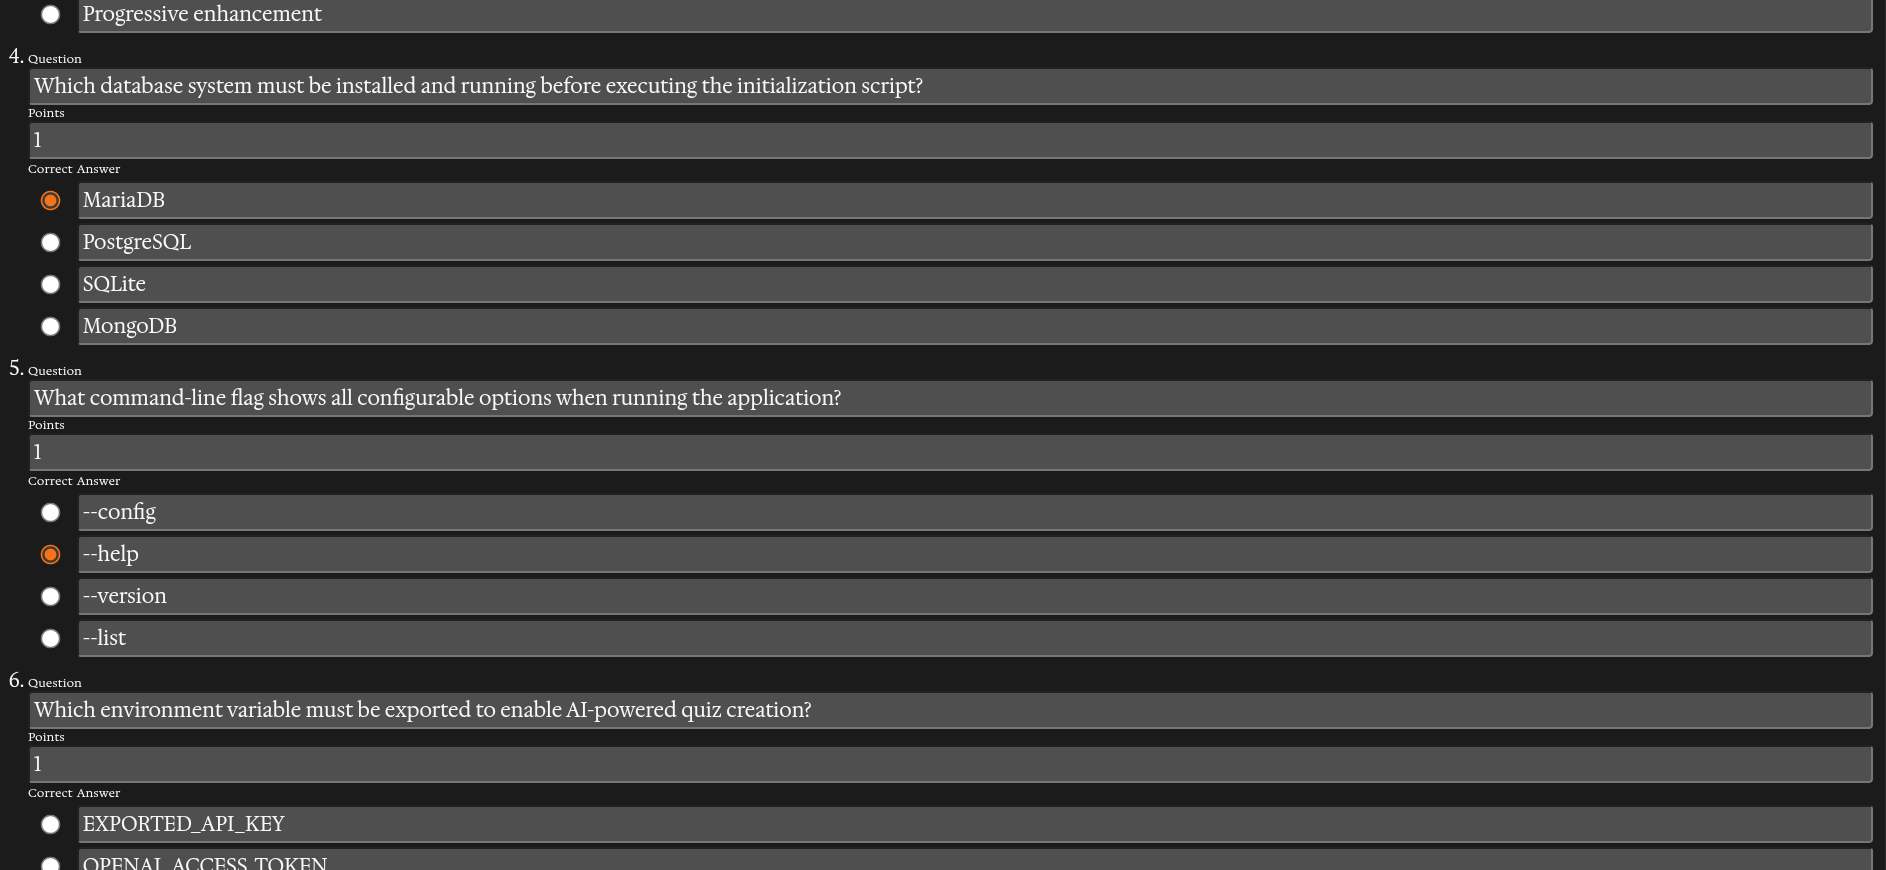 Progressive enhancement
4. Question
Which database system must be installed and running before executing the initialization script?
Points
1
Correct Answer
MariaDB
PostgreSQL
SQLite
MongoDB
5. Question
What command-line flag shows all configurable options when running the application?
Points
1
Correct Answer
--config
--help
--version
--list
6. Question
Which environment variable must be exported to enable AI-powered quiz creation?
Points
1
Correct Answer
EXPORTED_API_KEY
OPENAI_ACCESS_TOKEN